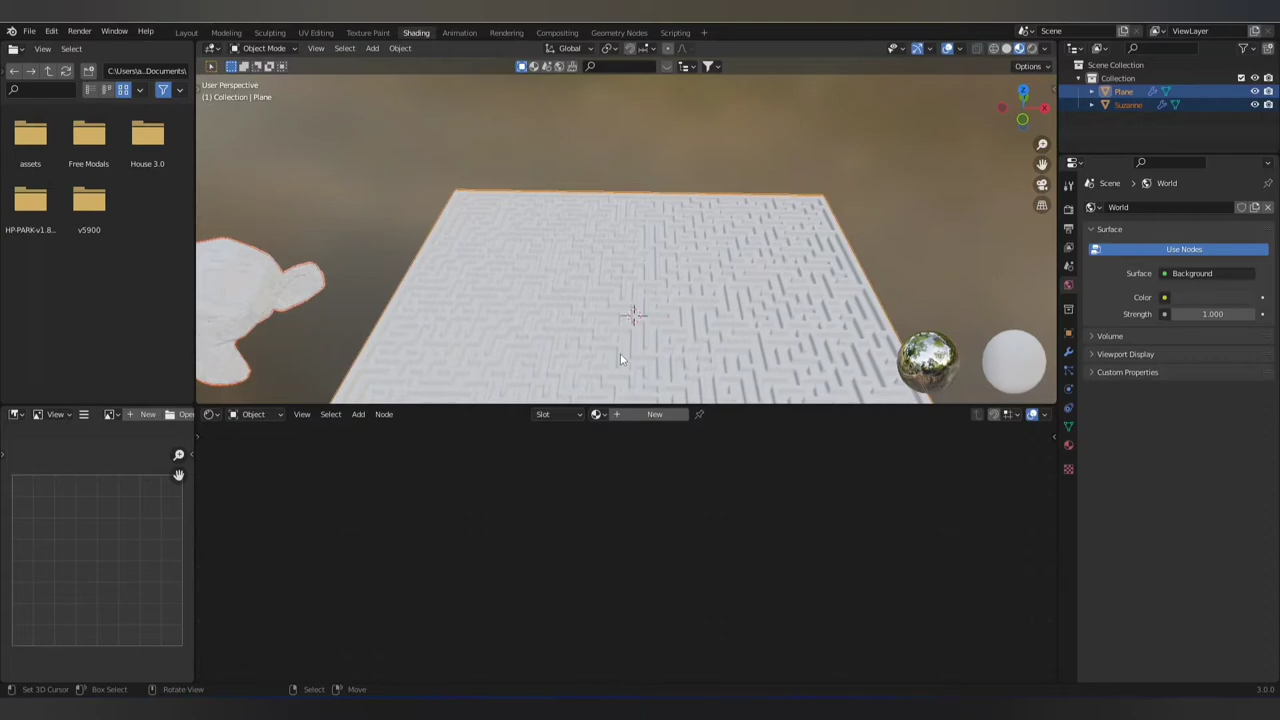 File Edit Render Window Help
Layout Modeling Sculpting UV Editing Texture Paint Shading Animation Rendering Compositing Geometry Nodes Scripting +
Scene
ViewLayer
View Select
Object Mode View Select Add Object
Global
C:\Users\a..Documents\
Options
assets
Free Modals
House 3.0
HP-PARK-v1.8...
v5900
User Perspective
(1) Collection | Plane
Z
Y
X
Scene Collection
Collection
Plane
Suzanne
Scene
World
World
Surface
Use Nodes
Surface
Background
Color
Strength
1.000
Volume
Viewport Display
Custom Properties
View
New
Open
Object
View
Select
Add
Node
Slot
New
Set 3D Cursor
Box Select
Rotate View
Select
Move
3.0.0